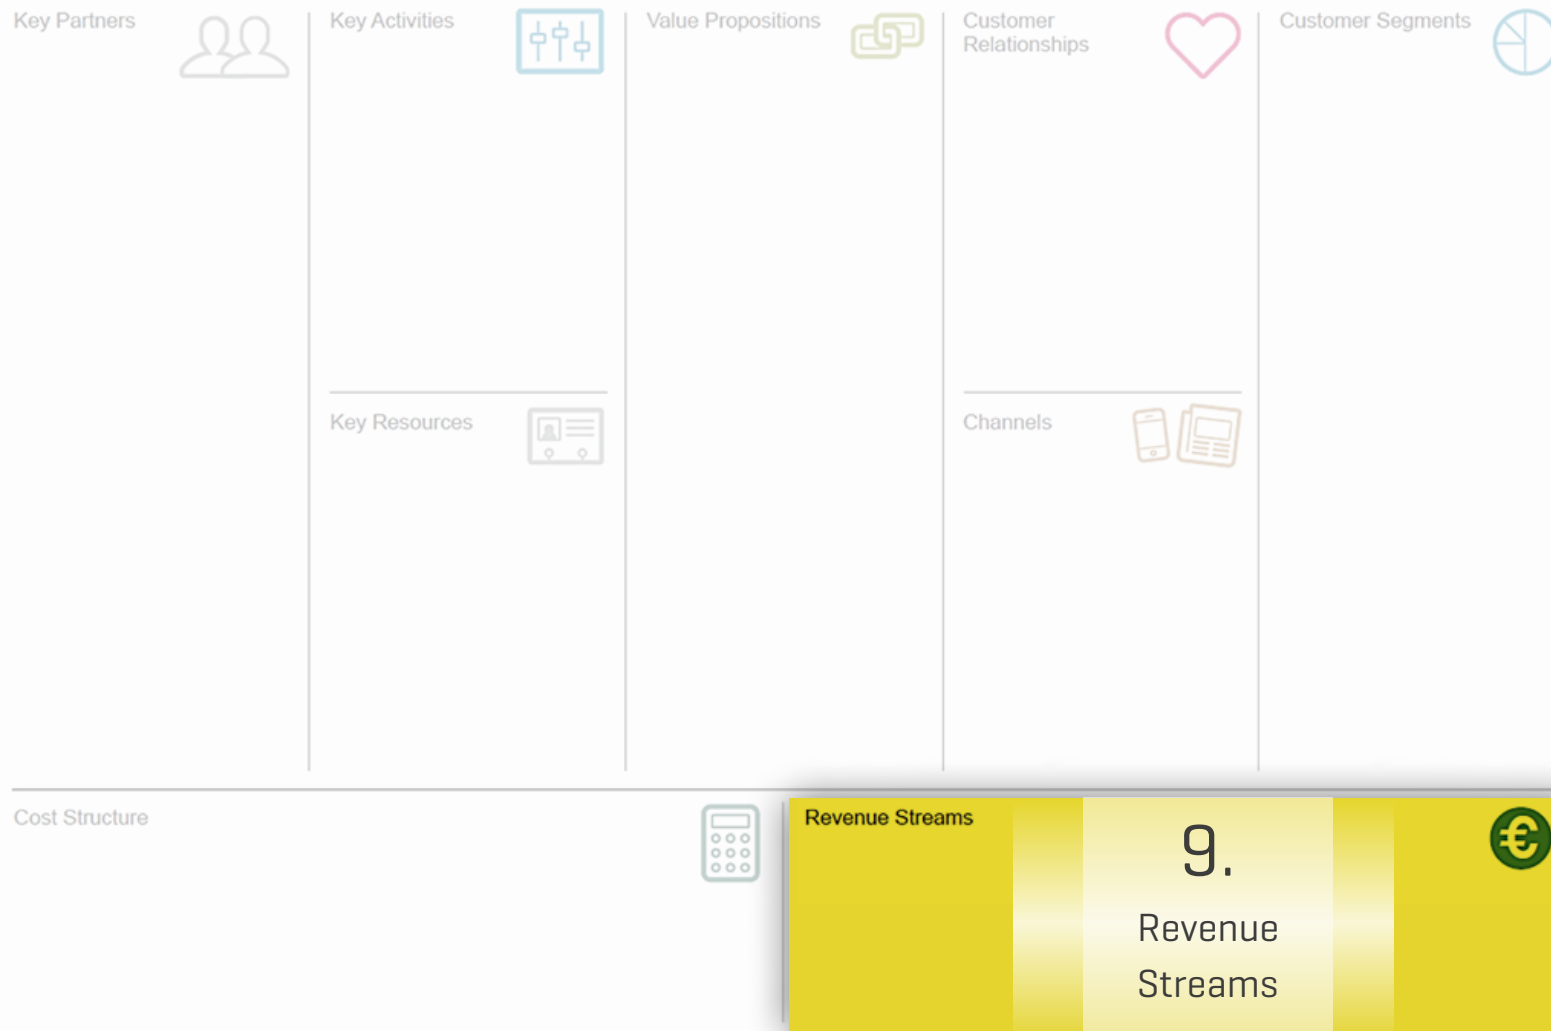 Key Partners
Key Activities
Value Propositions
Customer
Relationships
Customer Segments
Key Resources
Channels
Cost Structure
Revenue Streams
9.
Revenue
Streams
€